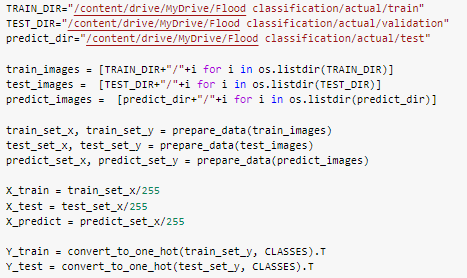 TRAIN_DIR="/content/drive/MyDrive/Flood classification/actual/train"
TEST_DIR="/content/drive/MyDrive/Flood classification/actual/validation"
predict_dir="/content/drive/MyDrive/Flood classification/actual/test"
train_images = [TRAIN_DIR+"/"+i for i in os.listdir(TRAIN_DIR)]
test_images =  [TEST_DIR+"/"+i for i in os.listdir(TEST_DIR)]
predict_images =  [predict_dir+"/"+i for i in os.listdir(predict_dir)]
train_set_x, train_set_y = prepare_data(train_images)
test_set_x, test_set_y = prepare_data(test_images)
predict_set_x, predict_set_y = prepare_data(predict_images)
X_train = train_set_x/255
X_test = test_set_x/255
X_predict = predict_set_x/255
Y_train = convert_to_one_hot(train_set_y, CLASSES).T
Y_test = convert_to_one_hot(test_set_y, CLASSES).T